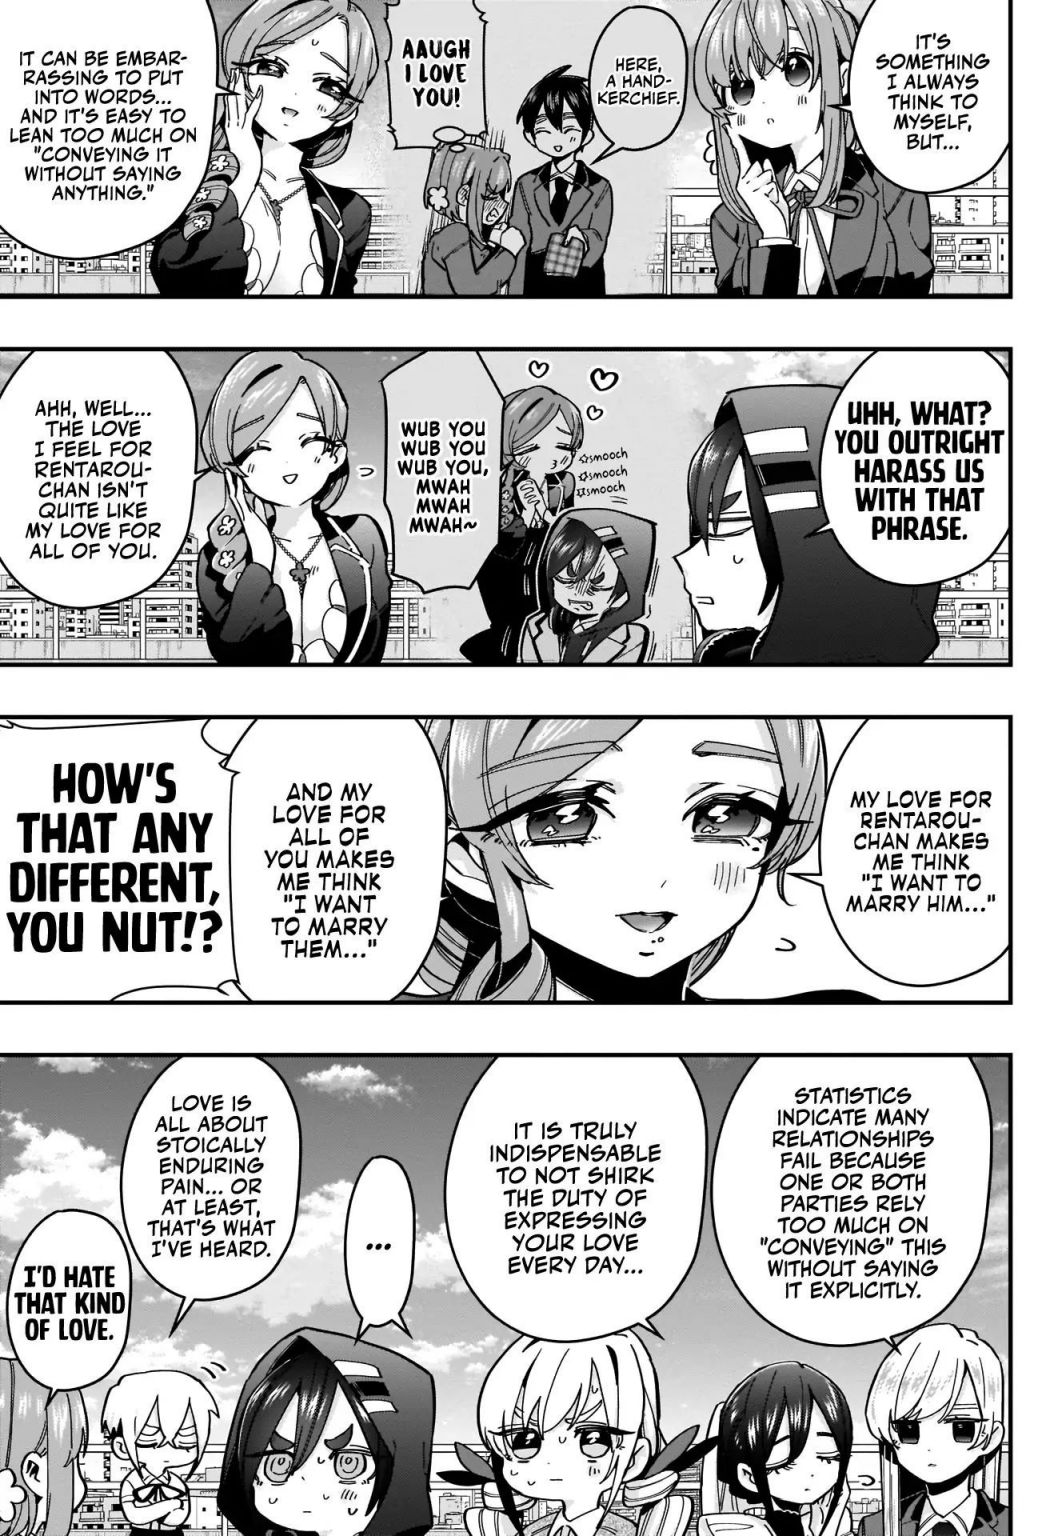 IT'S
SOMETHING
I ALWAYS
THINK TO
MYSELF,
BUT...
HERE,
A HAND-
KERCHIEF.
AAUGH
I LOVE
YOU!
IT CAN BE EMBAR-
RASSING TO PUT
INTO WORDS...
AND IT'S EASY TO
LEAN TOO MUCH ON
"CONVEYING IT
WITHOUT SAYING
ANYTHING."
UHH, WHAT?
YOU OUTRIGHT
HARASS US
WITH THAT
PHRASE.
smooch
smooch
smooch
WUB YOU
WUB YOU
WUB YOU,
MWAH
MWAH
MWAH~
AHH, WELL...
THE LOVE
I FEEL FOR
RENTAROU-
CHAN ISN'T
QUITE LIKE
MY LOVE FOR
ALL OF YOU.
MY LOVE FOR
RENTAROU-
CHAN MAKES
ME THINK
"I WANT TO
MARRY HIM..."
AND MY
LOVE FOR
ALL OF
YOU MAKES
ME THINK
"I WANT
TO MARRY
THEM..."
HOW'S
THAT ANY
DIFFERENT,
YOU NUT!?
STATISTICS
INDICATE MANY
RELATIONSHIPS
FAIL BECAUSE
ONE OR BOTH
PARTIES RELY
TOO MUCH ON
"CONVEYING" THIS
WITHOUT SAYING
IT EXPLICITLY.
IT IS TRULY
INDISPENSABLE
TO NOT SHIRK
THE DUTY OF
EXPRESSING
YOUR LOVE
EVERY DAY...
...
LOVE IS
ALL ABOUT
STOICALLY
ENDURING
PAIN... OR
AT LEAST,
THAT'S WHAT
I'VE HEARD.
I'D HATE
THAT KIND
OF LOVE.